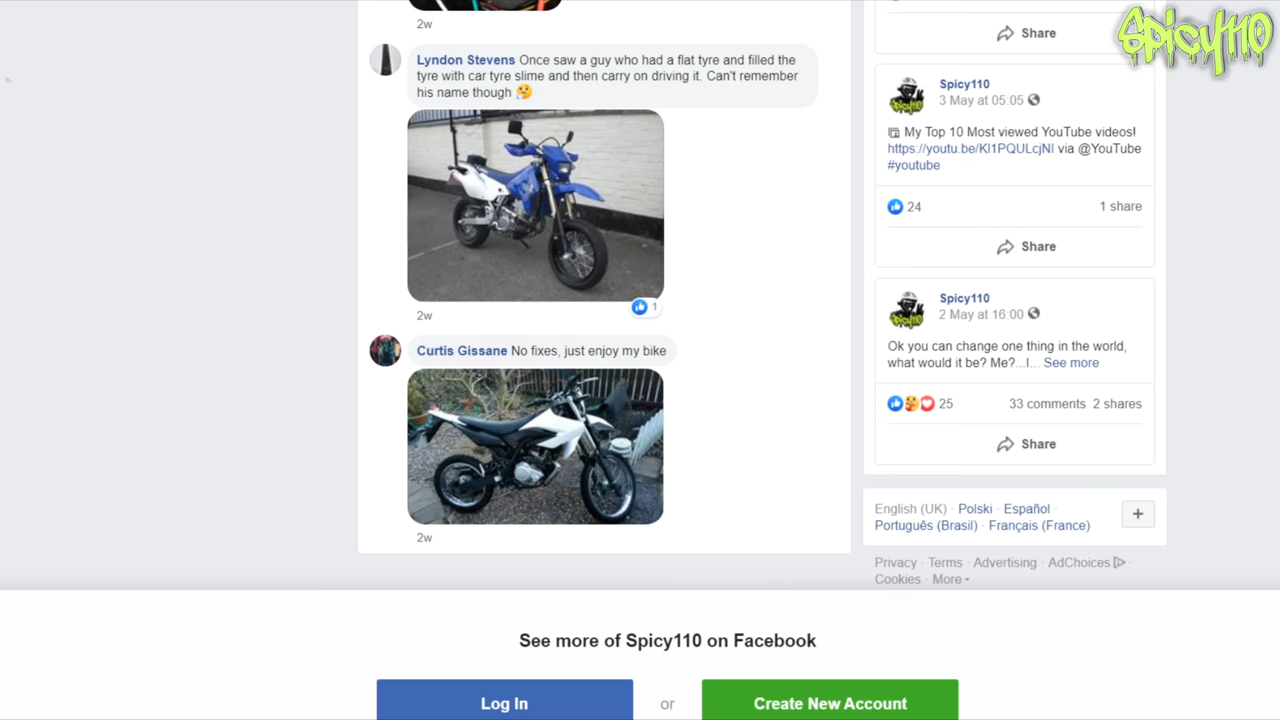 2w
Lyndon Stevens Once saw a guy who had a flat tyre and filled the
tyre with car tyre slime and then carry on driving it. Can't remember
his name though
1
2w
Curtis Gissane No fixes, just enjoy my bike
2w
Spicy110
Share
Spicy110
3 May at 05:05
My Top 10 Most viewed YouTube videos!
https://youtu.be/Kl1PQULcjNI via @YouTube
#youtube
24
1 share
Share
Spicy110
2 May at 16:00
Ok you can change one thing in the world,
what would it be? Me?...I... See more
25
33 comments 2 shares
Share
English (UK) · Polski · Español ·
Português (Brasil) · Français (France)
+
Privacy · Terms · Advertising · AdChoices ·
Cookies · More
See more of Spicy110 on Facebook
Log In
or
Create New Account